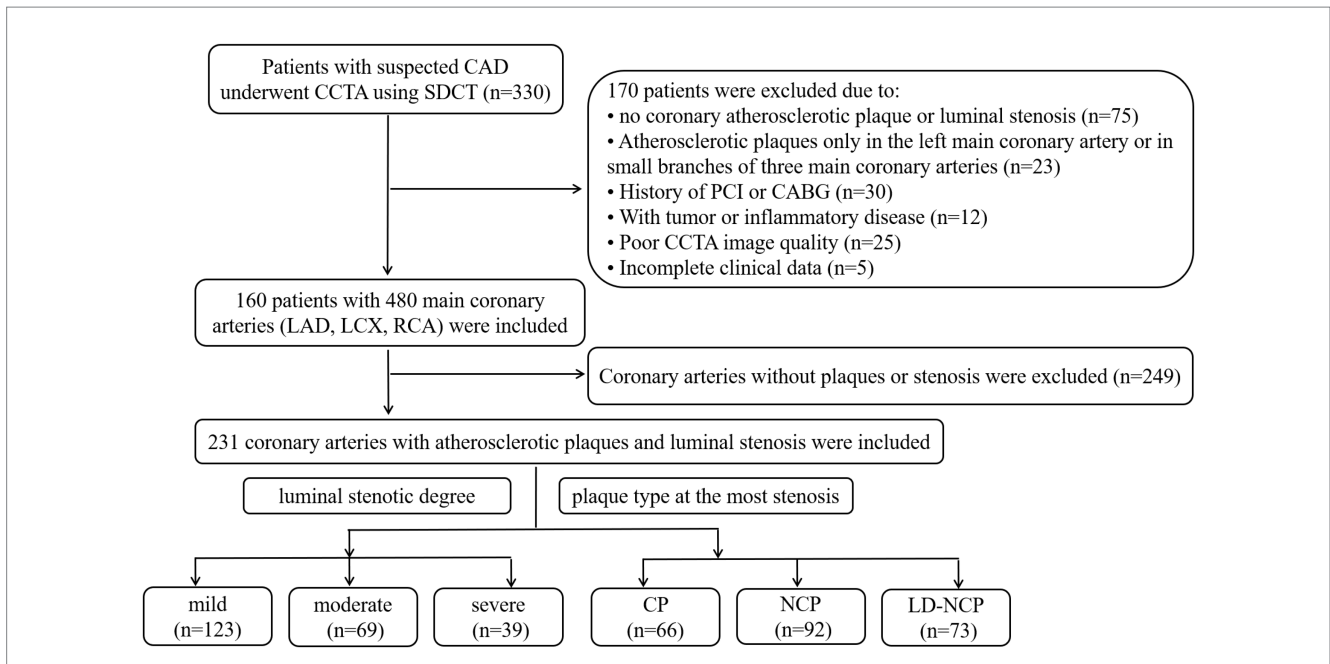 Patients with suspected CAD
underwent CCTA using SDCT (n=330)
170 patients were excluded due to:
• no coronary atherosclerotic plaque or luminal stenosis (n=75)
• Atherosclerotic plaques only in the left main coronary artery or in
small branches of three main coronary arteries (n=23)
• History of PCI or CABG (n=30)
• With tumor or inflammatory disease (n=12)
• Poor CCTA image quality (n=25)
• Incomplete clinical data (n=5)
160 patients with 480 main coronary
arteries (LAD, LCX, RCA) were included
Coronary arteries without plaques or stenosis were excluded (n=249)
231 coronary arteries with atherosclerotic plaques and luminal stenosis were included
luminal stenotic degree
plaque type at the most stenosis
mild
(n=123)
moderate
(n=69)
severe
(n=39)
CP
(n=66)
NCP
(n=92)
LD-NCP
(n=73)